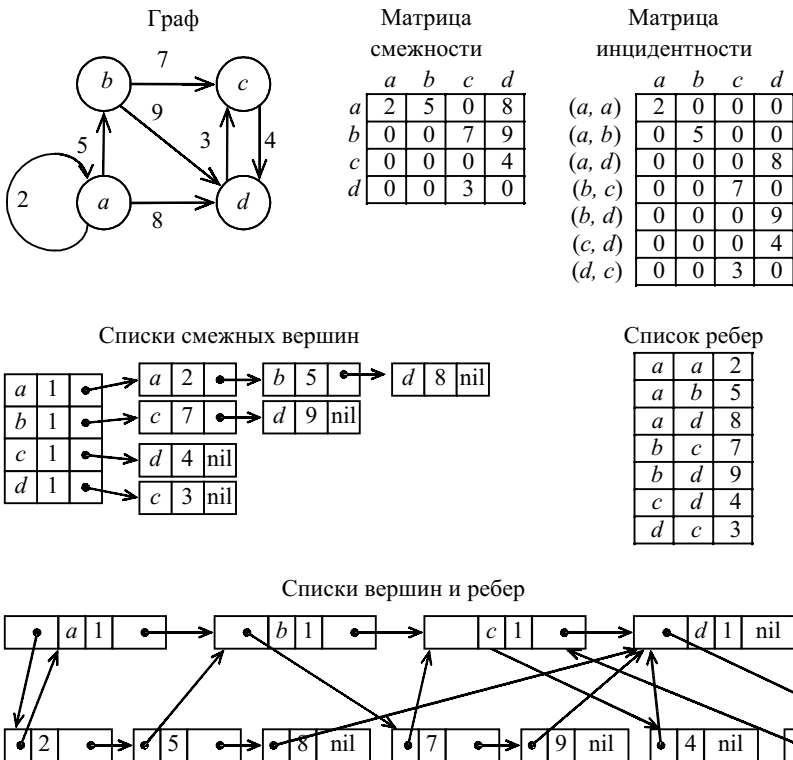 Граф
b
c
a
d
7
9
5
3
4
2
8
Матрица
смежности
a b c d
a 2 5 0 8
b 0 0 7 9
c 0 0 0 4
d 0 0 3 0
Матрица
инцидентности
a b c d
(a, a) 2 0 0 0
(a, b) 0 5 0 0
(a, d) 0 0 0 8
(b, c) 0 0 7 0
(b, d) 0 0 0 9
(c, d) 0 0 0 4
(d, c) 0 0 3 0
Списки смежных вершин
a 1 a 2 b 5 d 8 nil
b 1 c 7 d 9 nil
c 1 d 4 nil
d 1 c 3 nil
Список ребер
a a 2
a b 5
a d 8
b c 7
b d 9
c d 4
d c 3
Списки вершин и ребер
a 1 b 1 c 1 d 1 nil
2 5 8 nil 7 9 nil 4 nil